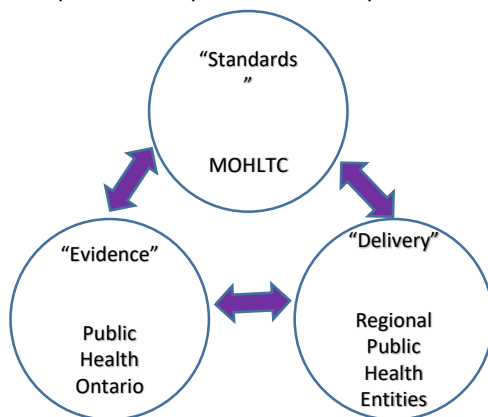 “Standards
”
MOHLTC
“Evidence”
Public
Health
Ontario
“Delivery”
Regional
Public
Health
Entities